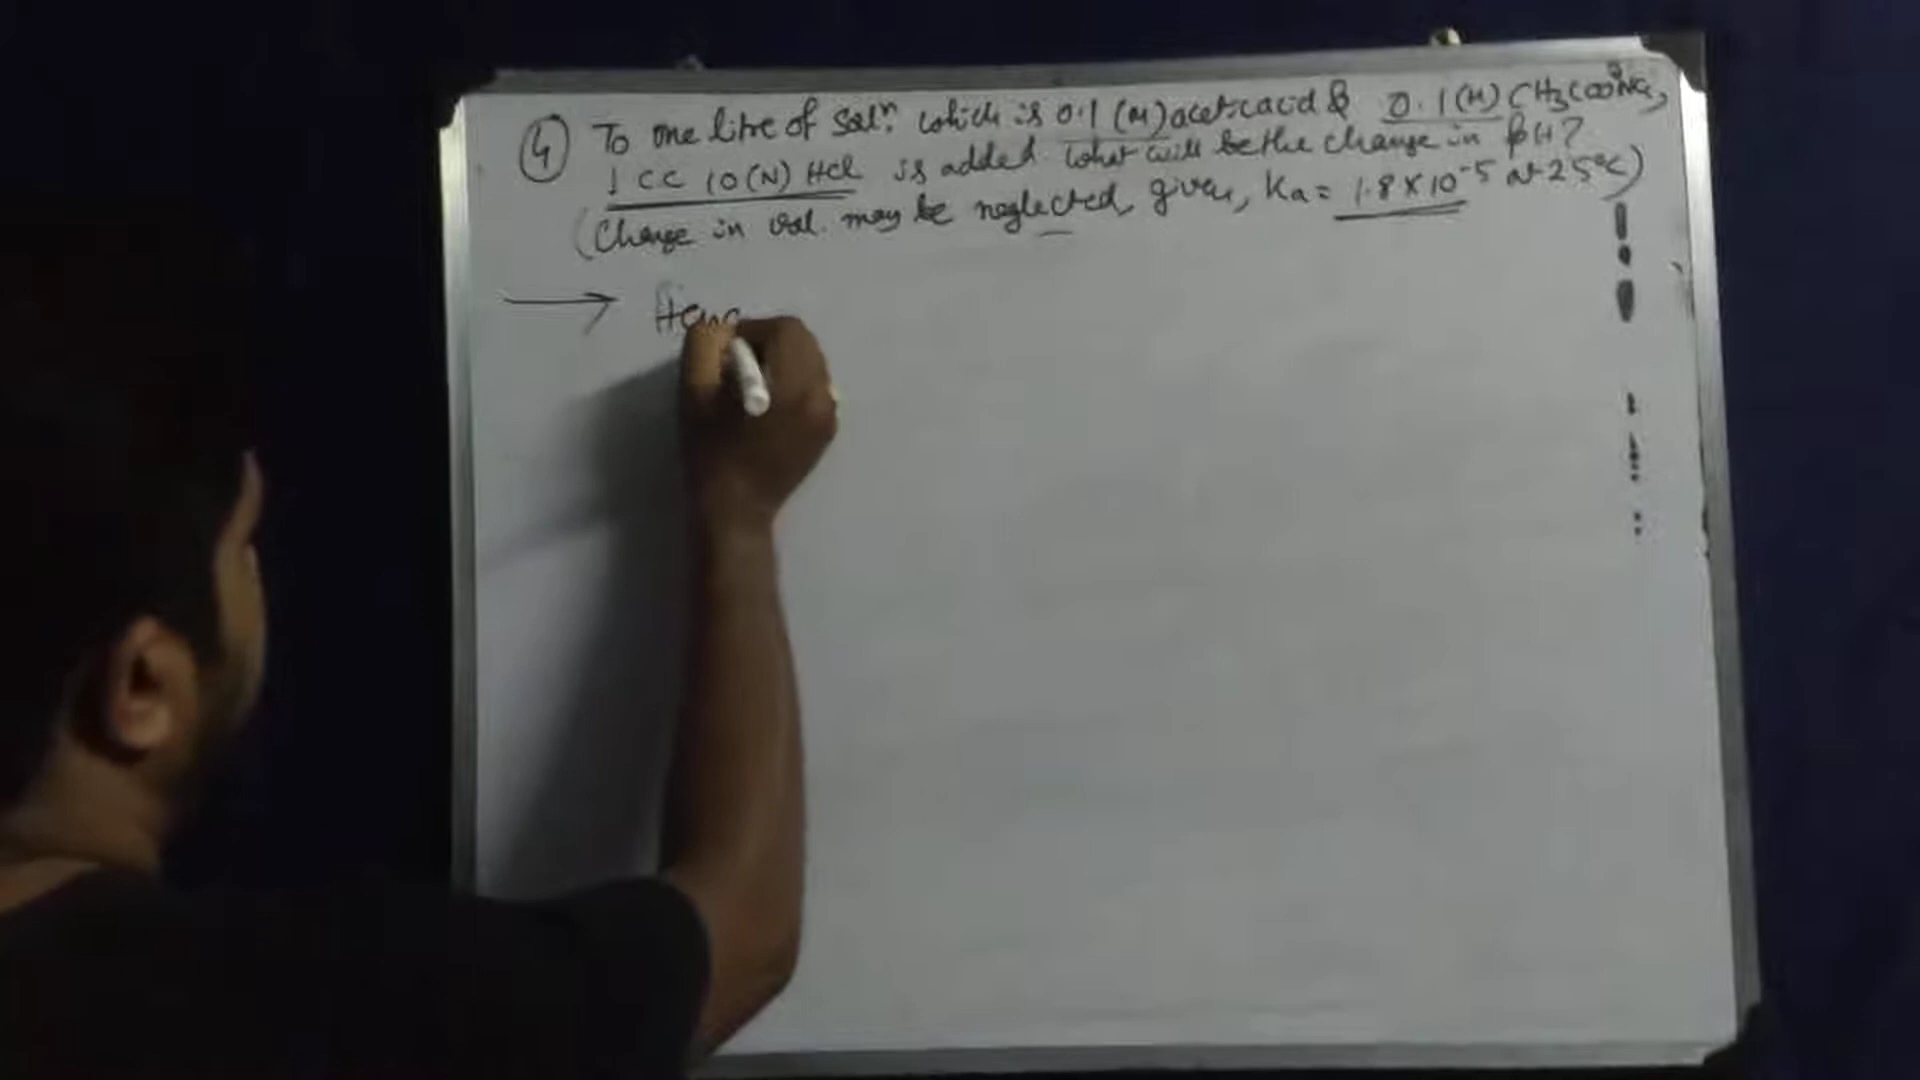 4 To one litre of Solⁿ. which is 0.1 (M) acetic acid & 0.1 (M) CH3COONa,
1 CC 10 (N) HCl is added. what will be the change in pH?
(Change in vol. may be neglected, given, Ka = 1.8 X 10⁻⁵ at 25°C)
→